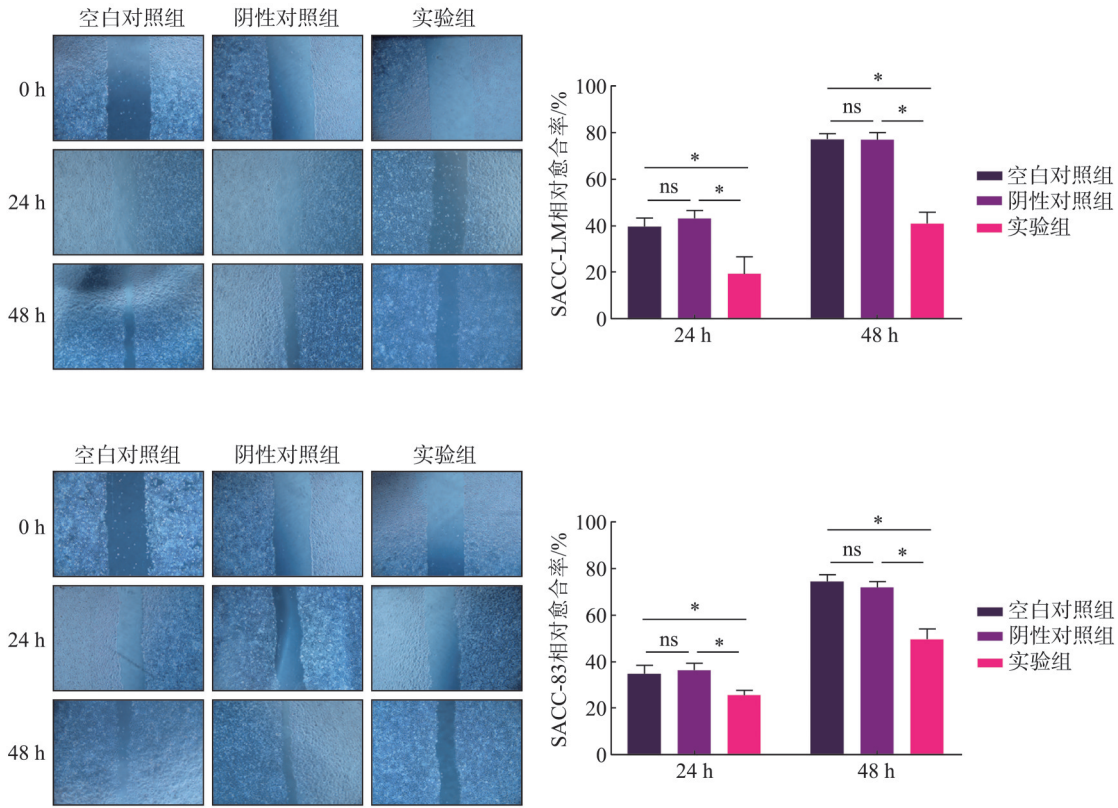 空白对照组 阴性对照组 实验组
0 h
24 h
48 h
SACC-LM相对愈合率/%
100
80
60
40
20
0
*
ns *
*
ns *
24 h 48 h
空白对照组
阴性对照组
实验组
空白对照组 阴性对照组 实验组
0 h
24 h
48 h
SACC-83相对愈合率/%
100
80
60
40
20
0
*
ns *
*
ns *
24 h 48 h
空白对照组
阴性对照组
实验组